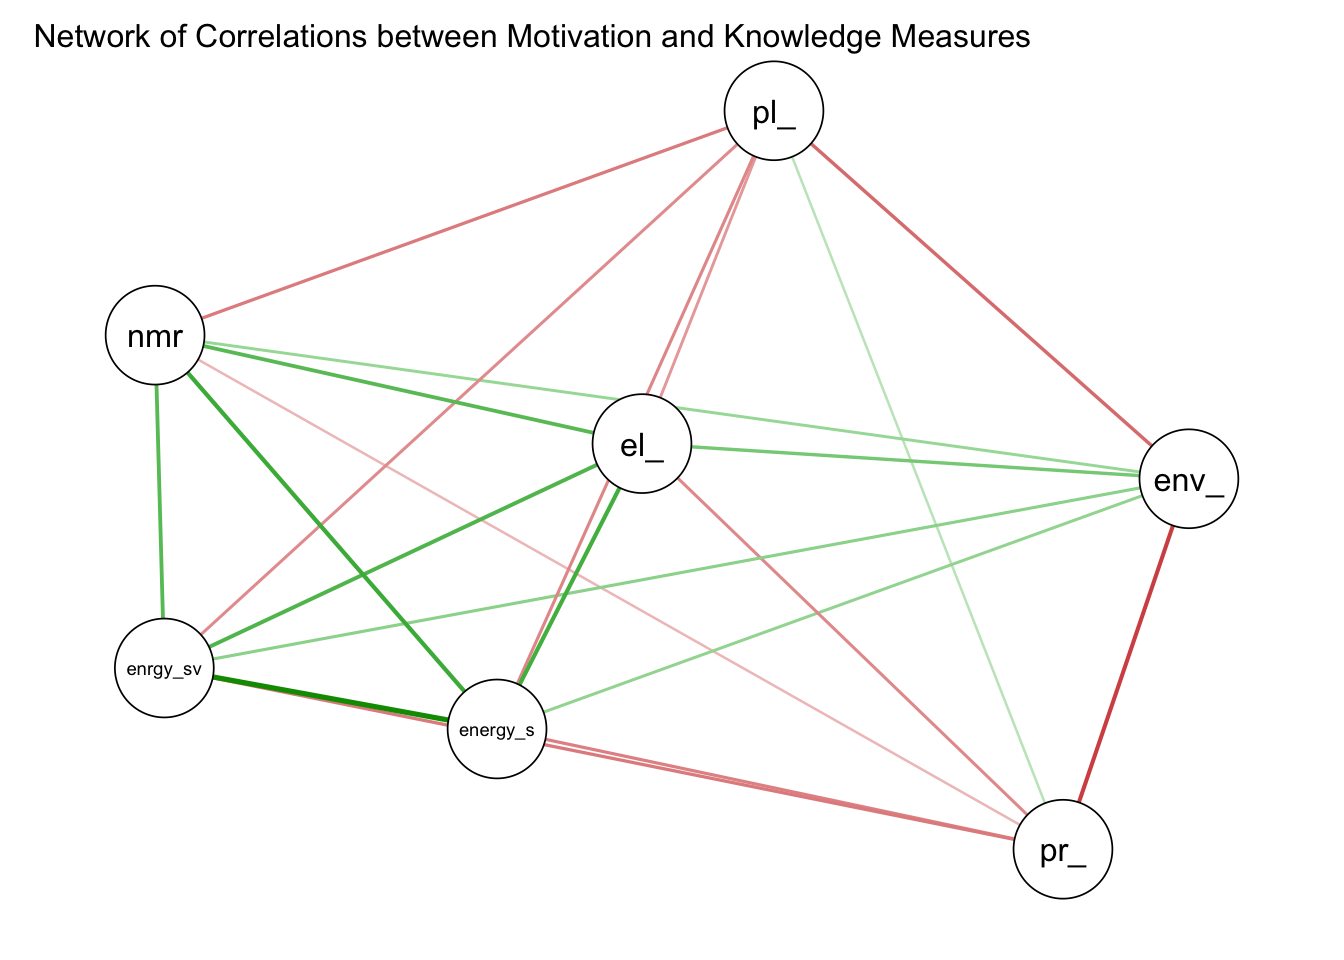 Network of Correlations between Motivation and Knowledge Measures
pl_
nmr
el_
env_
enrgy_sv
energy_s
pr_